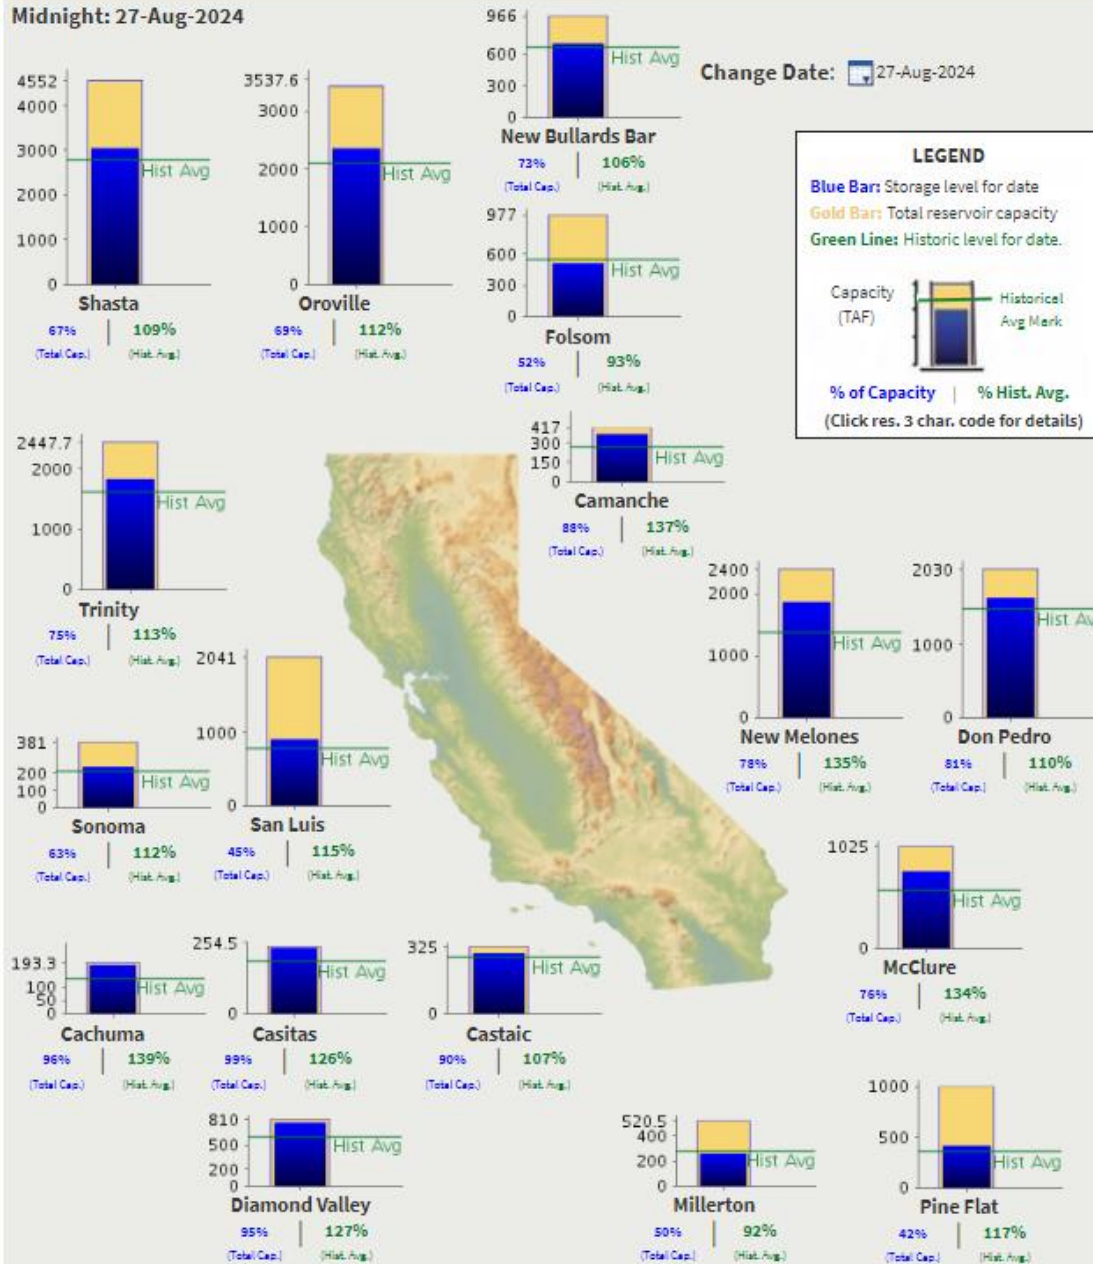 Midnight: 27-Aug-2024
Change Date: 27-Aug-2024
4552
4000
3000
2000
1000
0
Hist Avg
Shasta
67% | 109%
(Total Cap.) (Hist. Avg.)
3537.6
3000
2000
1000
0
Hist Avg
Oroville
69% | 112%
(Total Cap.) (Hist. Avg.)
966
600
300
0
Hist Avg
New Bullards Bar
73% | 106%
(Total Cap.) (Hist. Avg.)
977
600
300
0
Hist Avg
Folsom
52% | 93%
(Total Cap.) (Hist. Avg.)
LEGEND
Blue Bar: Storage level for date
Gold Bar: Total reservoir capacity
Green Line: Historic level for date.
Capacity
(TAF)
Historical
Avg Mark
% of Capacity | % Hist. Avg.
(Click res. 3 char. code for details)
417
300
150
0
Hist Avg
Camanche
88% | 137%
(Total Cap.) (Hist. Avg.)
2447.7
2000
1000
0
Hist Avg
Trinity
75% | 113%
(Total Cap.) (Hist. Avg.)
2400
2000
1000
0
Hist Avg
New Melones
78% | 135%
(Total Cap.) (Hist. Avg.)
2030
1000
0
Hist Av
Don Pedro
81% | 110%
(Total Cap.) (Hist. Avg.)
381
200
100
0
Hist Avg
Sonoma
63% | 112%
(Total Cap.) (Hist. Avg.)
2041
1000
0
Hist Avg
San Luis
45% | 115%
(Total Cap.) (Hist. Avg.)
1025
0
Hist Avg
McClure
76% | 134%
(Total Cap.) (Hist. Avg.)
193.3
100
50
0
Hist Avg
Cachuma
96% | 139%
(Total Cap.) (Hist. Avg.)
254.5
0
Hist Avg
Casitas
99% | 126%
(Total Cap.) (Hist. Avg.)
325
0
Hist Avg
Castaic
90% | 107%
(Total Cap.) (Hist. Avg.)
810
500
200
0
Hist Avg
Diamond Valley
95% | 127%
(Total Cap.) (Hist. Avg.)
520.5
400
200
0
Hist Avg
Millerton
50% | 92%
(Total Cap.) (Hist. Avg.)
1000
500
0
Hist Avg
Pine Flat
42% | 117%
(Total Cap.) (Hist. Avg.)